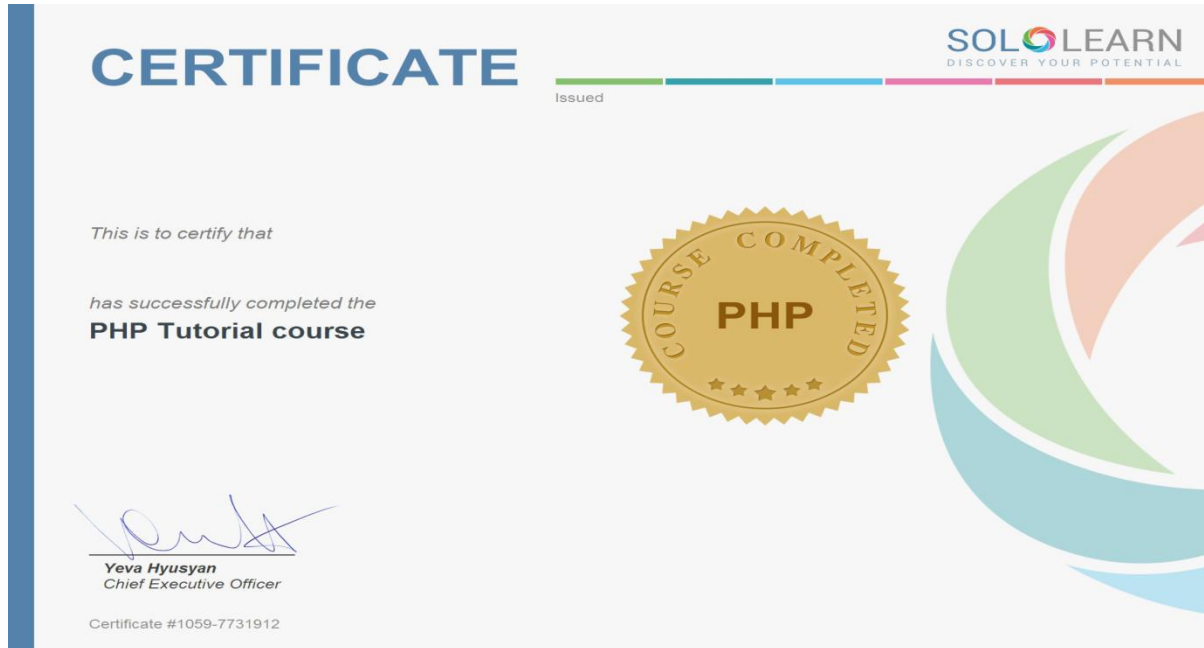 CERTIFICATE
SOLOLEARN
DISCOVER YOUR POTENTIAL
Issued
This is to certify that
has successfully completed the
PHP Tutorial course
COURSE COMPLETED
PHP
Yeva Hyusyan
Chief Executive Officer
Certificate #1059-7731912